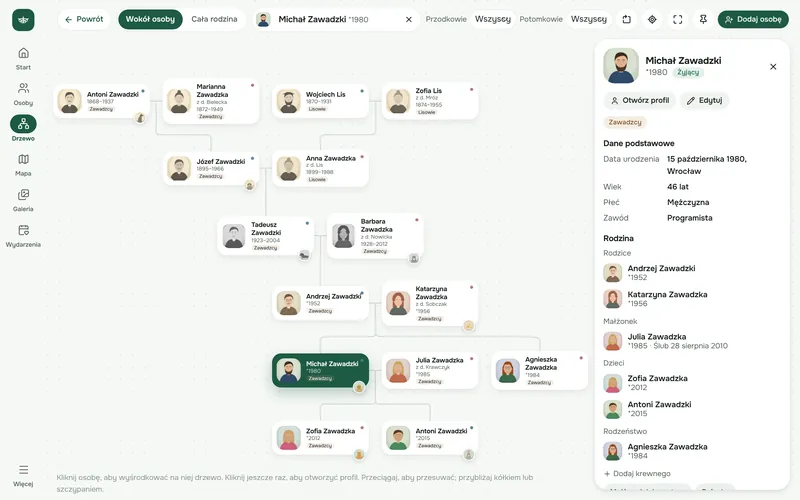 Powrót
Wokół osoby
Cała rodzina
Michał Zawadzki *1980
Przodkowie
Wszyscy
Potomkowie
Wszyscy
Dodaj osobę
Start
Osoby
Drzewo
Mapa
Galeria
Wydarzenia
Więcej
Antoni Zawadzki
1868–1937
Zawadzcy
Marianna
Zawadzka
z d. Bielecka
1872–1949
Zawadzcy
Wojciech Lis
1870–1931
Lisowie
Zofia Lis
z d. Mróz
1874–1955
Lisowie
Józef Zawadzki
1895–1966
Zawadzcy
Anna Zawadzka
z d. Lis
1899–1988
Lisowie
Tadeusz
Zawadzki
1923–2004
Zawadzcy
Barbara
Zawadzka
z d. Nowicka
1928–2012
Zawadzcy
Andrzej Zawadzki
*1952
Zawadzcy
Katarzyna
Zawadzka
z d. Sobczak
*1956
Zawadzcy
Michał Zawadzki
*1980
Zawadzcy
Julia Zawadzka
z d. Krawczyk
*1985
Zawadzcy
Agnieszka
Zawadzka
*1984
Zawadzcy
Zofia Zawadzka
*2012
Zawadzcy
Antoni Zawadzki
*2015
Zawadzcy
Kliknij osobę, aby wyśrodkować na niej drzewo. Kliknij jeszcze raz, aby otworzyć profil. Przeciągaj, aby przesuwać; przybliżaj kółkiem lub
szczypaniem.
Michał Zawadzki
*1980
Żyjący
Otwórz profil
Edytuj
Zawadzcy
Dane podstawowe
Data urodzenia 15 października 1980,
Wrocław
Wiek 46 lat
Płeć Mężczyzna
Zawód Programista
Rodzina
Rodzice
Andrzej Zawadzki
*1952
Katarzyna Zawadzka
*1956
Małżonek
Julia Zawadzka
*1985 · Ślub 28 sierpnia 2010
Dzieci
Zofia Zawadzka
*2012
Antoni Zawadzki
*2015
Rodzeństwo
Agnieszka Zawadzka
*1984
+ Dodaj krewnego